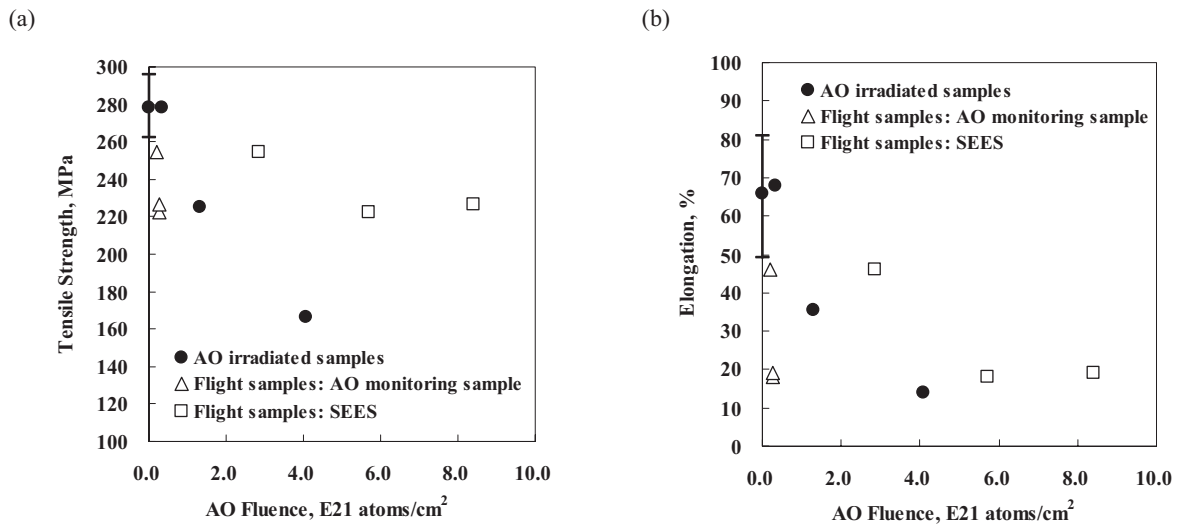 (a)
300
280
260
240
220
200
180
160
140
120
100
Tensile Strength, MPa
AO irradiated samples
Flight samples: AO monitoring sample
Flight samples: SEES
0.0 2.0 4.0 6.0 8.0 10.0
AO Fluence, E21 atoms/cm²
(b)
100
90
80
70
60
50
40
30
20
10
0
Elongation, %
AO irradiated samples
Flight samples: AO monitoring sample
Flight samples: SEES
0.0 2.0 4.0 6.0 8.0 10.0
AO Fluence, E21 atoms/cm²